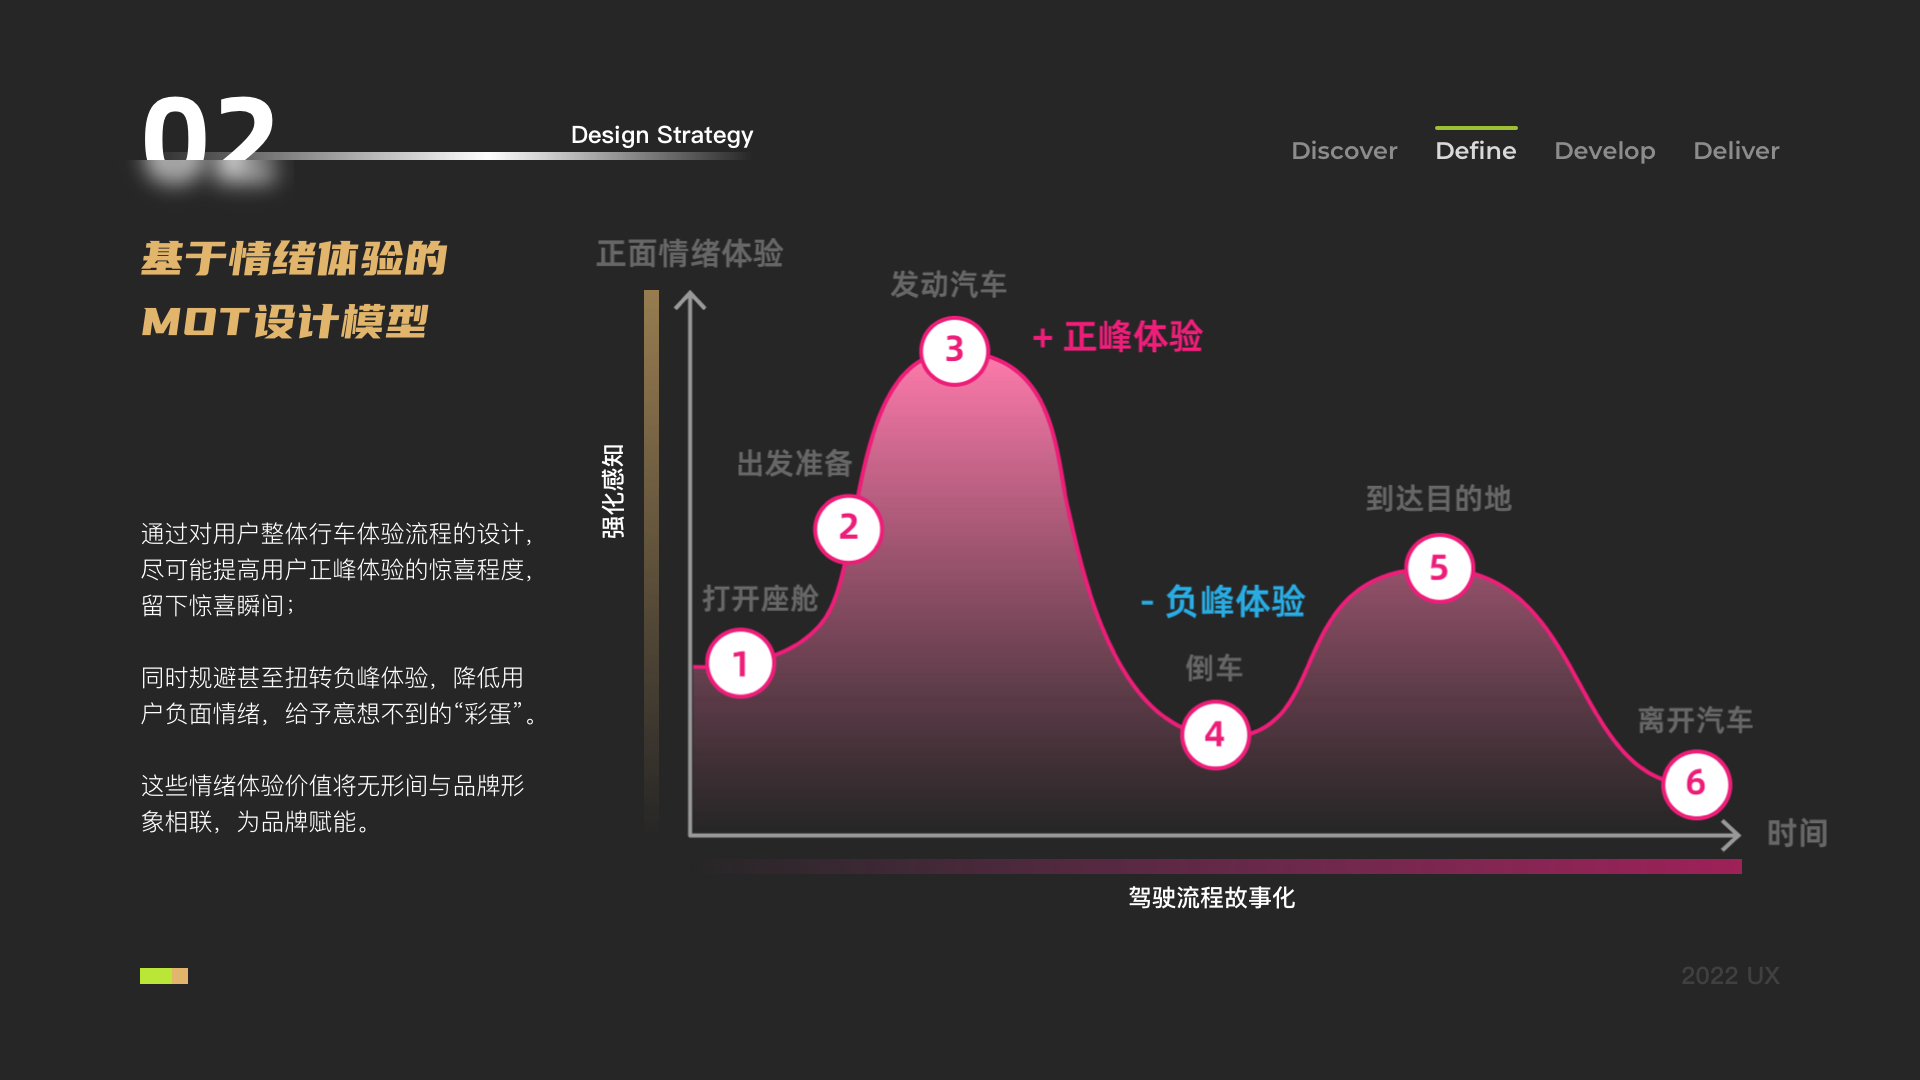 02
Design Strategy
Discover
Define
Develop
Deliver
基于情绪体验的
MOT设计模型
通过对用户整体行车体验流程的设计，
尽可能提高用户正峰体验的惊喜程度，
留下惊喜瞬间；
同时规避甚至扭转负峰体验，降低用
户负面情绪，给予意想不到的“彩蛋”。
这些情绪体验价值将无形间与品牌形
象相联，为品牌赋能。
正面情绪体验
强化感知
发动汽车
3
+ 正峰体验
出发准备
2
打开座舱
1
- 负峰体验
倒车
4
到达目的地
5
离开汽车
6
时间
驾驶流程故事化
2022 UX